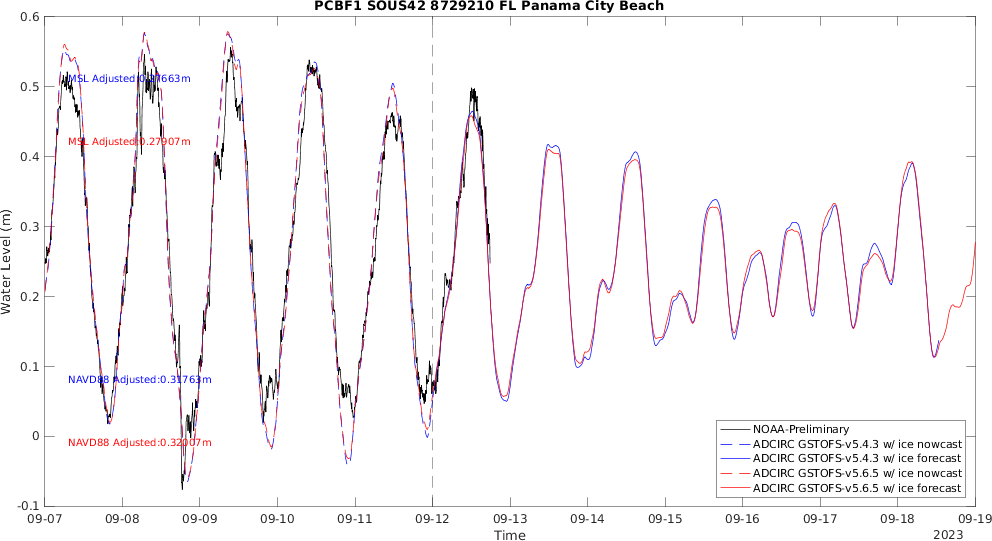 PCBF1 SOUS42 8729210 FL Panama City Beach
Water Level (m)
0.6
0.5
0.4
0.3
0.2
0.1
0
-0.1
MSL Adjusted:0.27663m
MSL Adjusted:0.27907m
NAVD88 Adjusted:0.31763m
NAVD88 Adjusted:0.32007m
NOAA-Preliminary
ADCIRC GSTOFS-v5.4.3 w/ ice nowcast
ADCIRC GSTOFS-v5.4.3 w/ ice forecast
ADCIRC GSTOFS-v5.6.5 w/ ice nowcast
ADCIRC GSTOFS-v5.6.5 w/ ice forecast
09-07 09-08 09-09 09-10 09-11 09-12 09-13 09-14 09-15 09-16 09-17 09-18 09-19
Time
2023